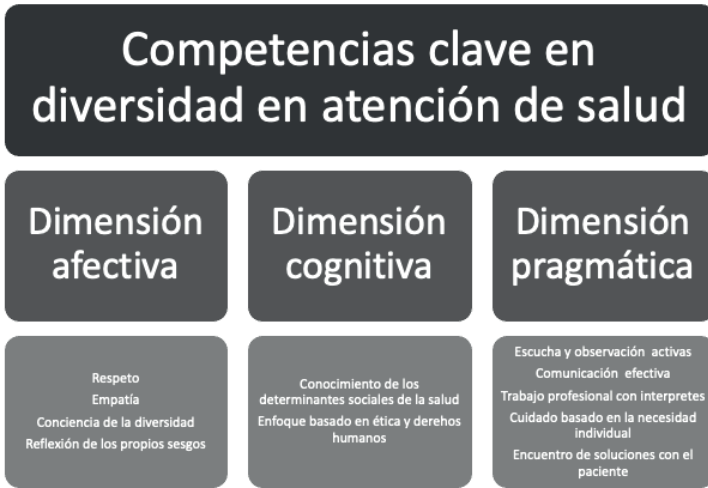 Competencias clave en
diversidad en atención de salud
Dimensión
afectiva
Dimensión
cognitiva
Dimensión
pragmática
Respeto
Empatía
Conciencia de la diversidad
Reflexión de los propios sesgos
Conocimiento de los
determinantes sociales de la salud
Enfoque basado en ética y derehos
humanos
Escucha y observación activas
Comunicación efectiva
Trabajo profesional con interpretes
Cuidado basado en la necesidad
individual
Encuentro de soluciones con el
paciente